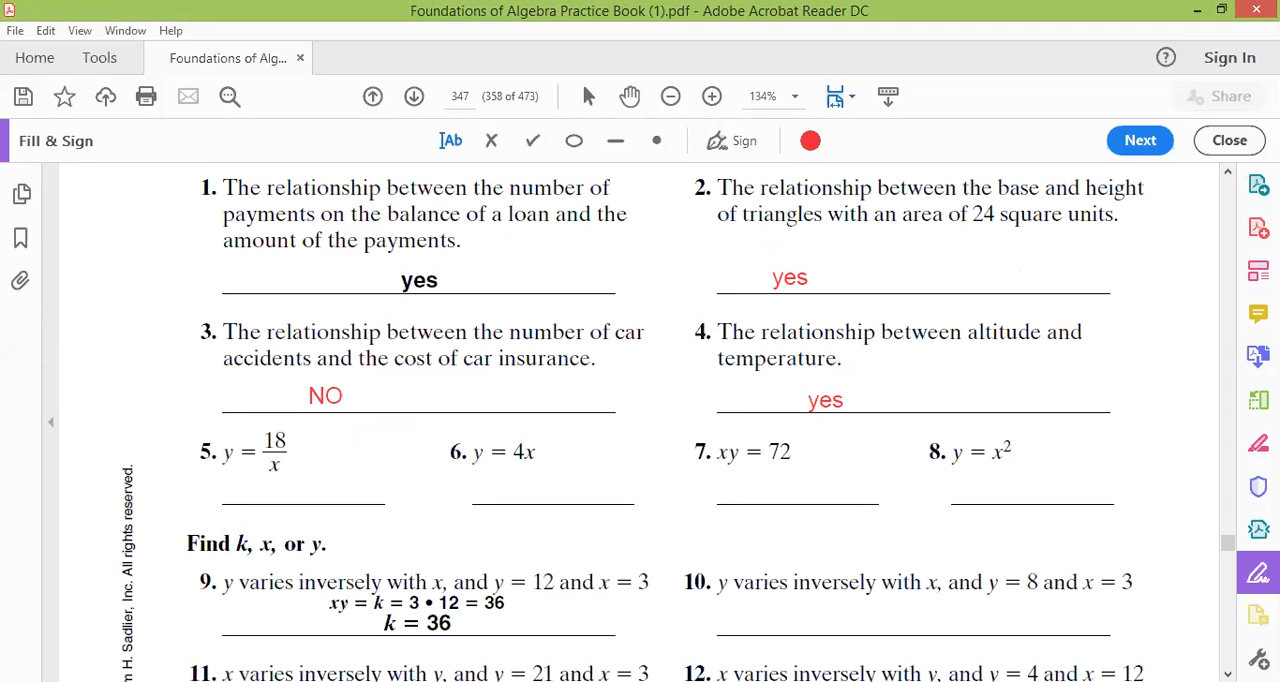 Foundations of Algebra Practice Book (1).pdf - Adobe Acrobat Reader DC
File Edit View Window Help
Home Tools Foundations of Alg... × ? Sign In
347 (358 of 473) 134% Share
Fill & Sign Ab Sign Next Close
1. The relationship between the number of
payments on the balance of a loan and the
amount of the payments.
yes
2. The relationship between the base and height
of triangles with an area of 24 square units.
yes
3. The relationship between the number of car
accidents and the cost of car insurance.
NO
4. The relationship between altitude and
temperature.
yes
5. y = 18/x
6. y = 4x
7. xy = 72
8. y = x²
Find k, x, or y.
9. y varies inversely with x, and y = 12 and x = 3
xy = k = 3 • 12 = 36
k = 36
10. y varies inversely with x, and y = 8 and x = 3
11. x varies inversely with y, and y = 21 and x = 3
12. x varies inversely with y, and y = 4 and x = 12
H. Sadlier, Inc. All rights reserved.